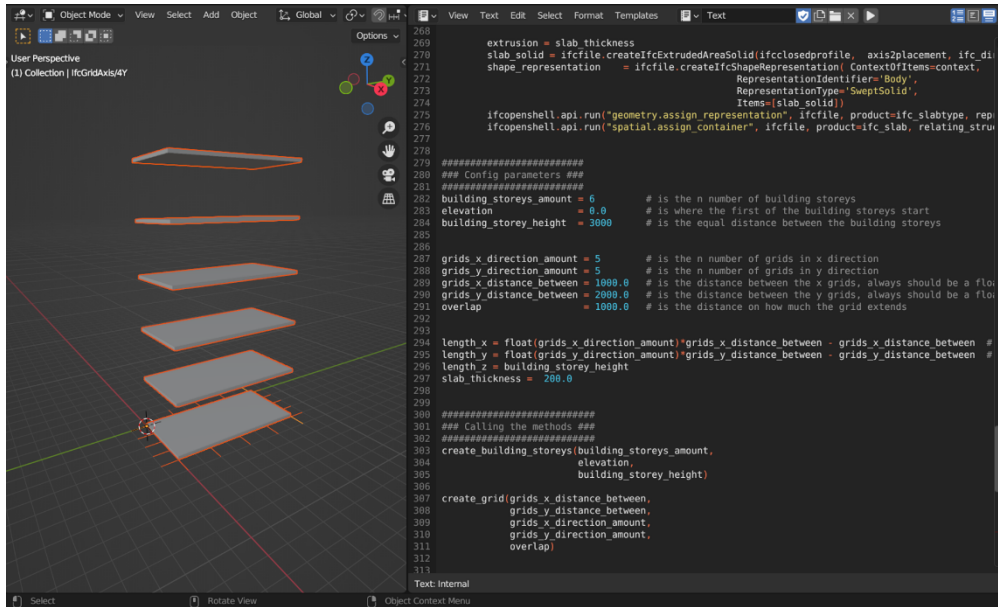 Object Mode View Select Add Object Global
Options
User Perspective
(1) Collection | IfcGridAxis/4Y
Z
Y
X
View Text Edit Select Format Templates Text
268
269 extrusion = slab_thickness
270 slab_solid = ifcfile.createIfcExtrudedAreaSolid(ifcclosedprofile, axis2placement, ifc_di
271 shape_representation = ifcfile.createIfcShapeRepresentation( ContextOfItems=context,
272 RepresentationIdentifier='Body',
273 RepresentationType='SweptSolid',
274 Items=[slab_solid])
275 ifcopenshell.api.run("geometry.assign_representation", ifcfile, product=ifc_slabtype, rep
276 ifcopenshell.api.run("spatial.assign_container", ifcfile, product=ifc_slab, relating_stru
277
278
279 #########################
280 ### Config parameters ###
281 #########################
282 building_storeys_amount = 6 # is the n number of building storeys
283 elevation = 0.0 # is where the first of the building storeys start
284 building_storey_height = 3000 # is the equal distance between the building storeys
285
286
287 grids_x_direction_amount = 5 # is the n number of grids in x direction
288 grids_y_direction_amount = 5 # is the n number of grids in y direction
289 grids_x_distance_between = 1000.0 # is the distance between the x grids, always should be a floa
290 grids_y_distance_between = 2000.0 # is the distance between the y grids, always should be a floa
291 overlap = 1000.0 # is the distance on how much the grid extends
292
293
294 length_x = float(grids_x_direction_amount)*grids_x_distance_between - grids_x_distance_between #
295 length_y = float(grids_y_direction_amount)*grids_y_distance_between - grids_y_distance_between #
296 length_z = building_storey_height
297 slab_thickness = 200.0
298
299
300 ###########################
301 ### Calling the methods ###
302 ###########################
303 create_building_storeys(building_storeys_amount,
304 elevation,
305 building_storey_height)
306
307 create_grid(grids_x_distance_between,
308 grids_y_distance_between,
309 grids_x_direction_amount,
310 grids_y_direction_amount,
311 overlap)
312
313
Text: Internal
Select Rotate View Object Context Menu